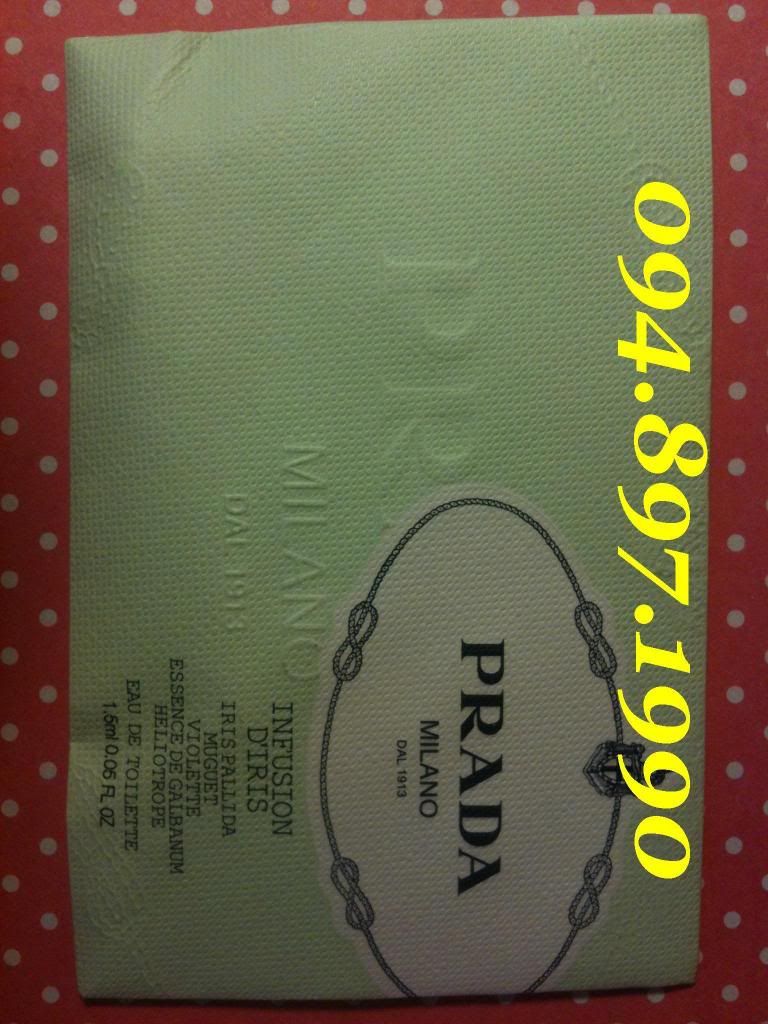 094.897.1990
PRADA
MILANO
DAL 1913
MILANO
DAL 1913
INFUSION
D'IRIS
IRIS PALLIDA
MUGUET
VIOLETTE
ESSENCE DE GALBANUM
HELIOTROPE
EAU DE TOILETTE
1.5ml 0.05 FL OZ